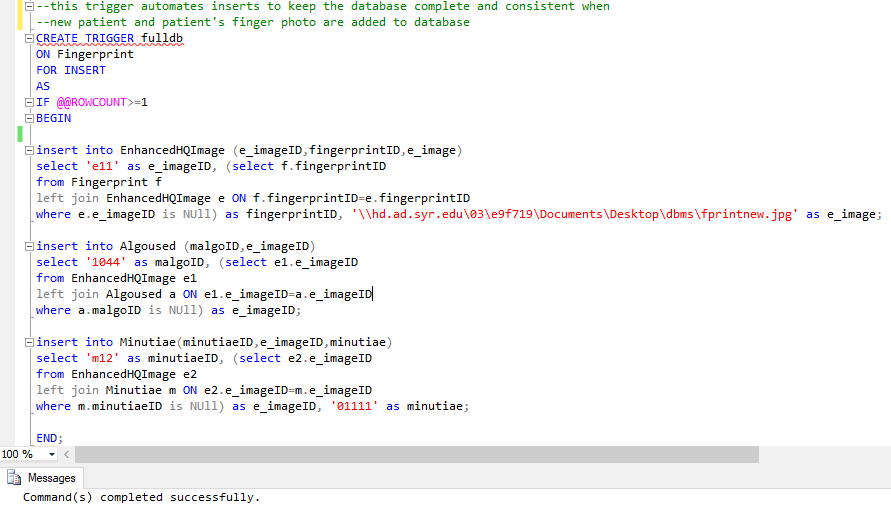 --this trigger automates inserts to keep the database complete and consistent when
--new patient and patient's finger photo are added to database
CREATE TRIGGER fulldb
ON Fingerprint
FOR INSERT
AS
IF @@ROWCOUNT>=1
BEGIN
insert into EnhancedHQImage (e_imageID,fingerprintID,e_image)
select 'e11' as e_imageID, (select f.fingerprintID
from Fingerprint f
left join EnhancedHQImage e ON f.fingerprintID=e.fingerprintID
where e.e_imageID is NUll) as fingerprintID, '\\hd.ad.syr.edu\03\e9f719\Documents\Desktop\dbms\fprintnew.jpg' as e_image;
insert into Algoused (malgoID,e_imageID)
select '1044' as malgoID, (select e1.e_imageID
from EnhancedHQImage e1
left join Algoused a ON e1.e_imageID=a.e_imageID
where a.malgoID is NUll) as e_imageID;
insert into Minutiae(minutiaeID,e_imageID,minutiae)
select 'm12' as minutiaeID, (select e2.e_imageID
from EnhancedHQImage e2
left join Minutiae m ON e2.e_imageID=m.e_imageID
where m.minutiaeID is NUll) as e_imageID, '01111' as minutiae;
END;
100 %
Messages
Command(s) completed successfully.